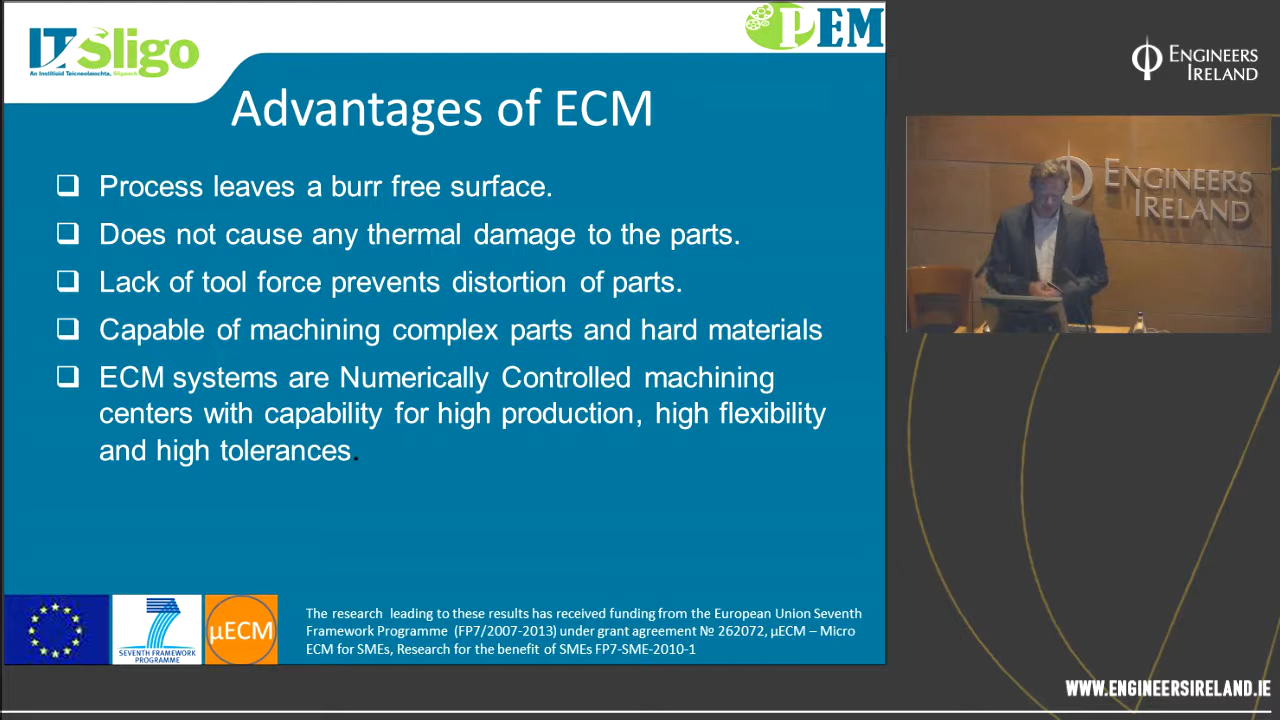 IT Sligo
An Institiúid Teicneolaíochta, Sligeach
PEM
Advantages of ECM
Process leaves a burr free surface.
Does not cause any thermal damage to the parts.
Lack of tool force prevents distortion of parts.
Capable of machining complex parts and hard materials
ECM systems are Numerically Controlled machining
centers with capability for high production, high flexibility
and high tolerances.
SEVENTH FRAMEWORK
PROGRAMME
µECM
The research leading to these results has received funding from the European Union Seventh
Framework Programme (FP7/2007-2013) under grant agreement № 262072, µECM – Micro
ECM for SMEs, Research for the benefit of SMEs FP7-SME-2010-1
ENGINEERS
IRELAND
ENGINEERS
IRELAND
WWW.ENGINEERSIRELAND.IE